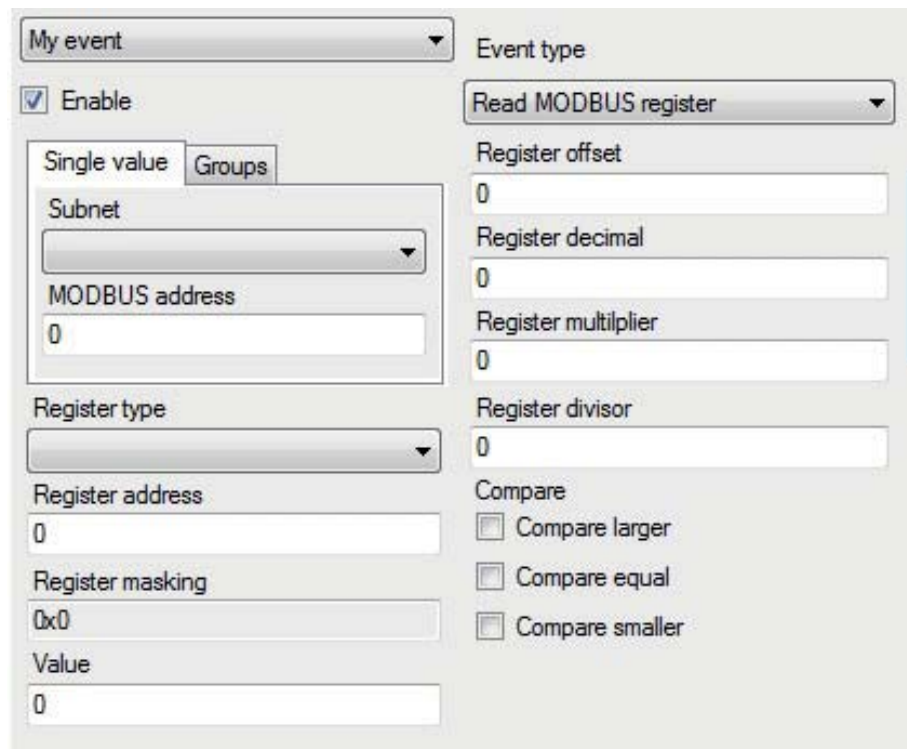 My event
Enable
Single value
Groups
Subnet
MODBUS address
0
Register type
Register address
0
Register masking
0x0
Value
0
Event type
Read MODBUS register
Register offset
0
Register decimal
0
Register multilplier
0
Register divisor
0
Compare
Compare larger
Compare equal
Compare smaller